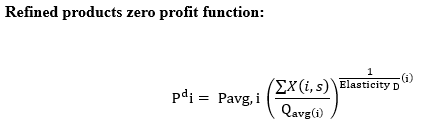 Refined products zero profit function:
Pᵈi = Pavg, i (∑X(i, s) / Qavg(i))^(1 / Elasticity D (i))